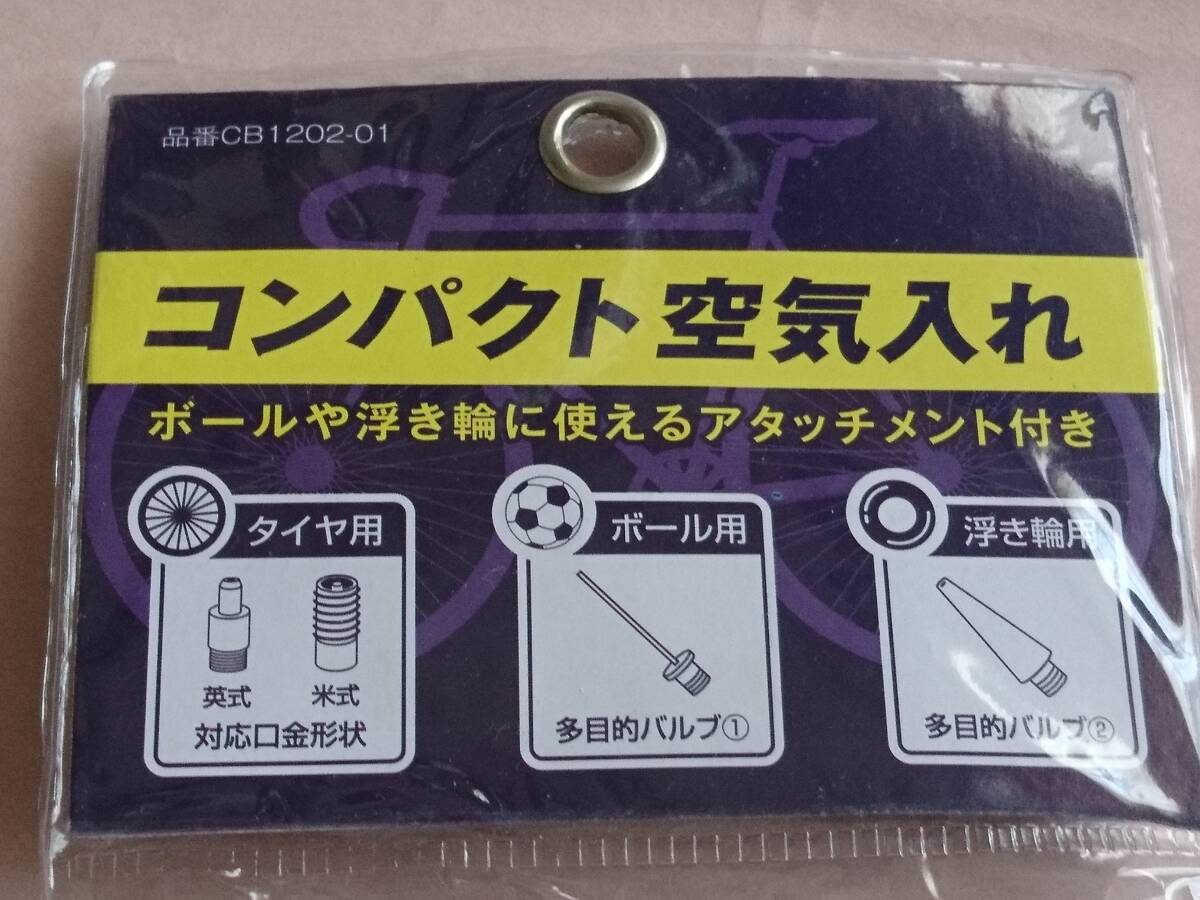 品番CB1202-01
コンパクト空気入れ
ボールや浮き輪に使えるアタッチメント付き
タイヤ用
英式 米式
対応口金形状
ボール用
多目的バルブ①
浮き輪用
多目的バルブ②